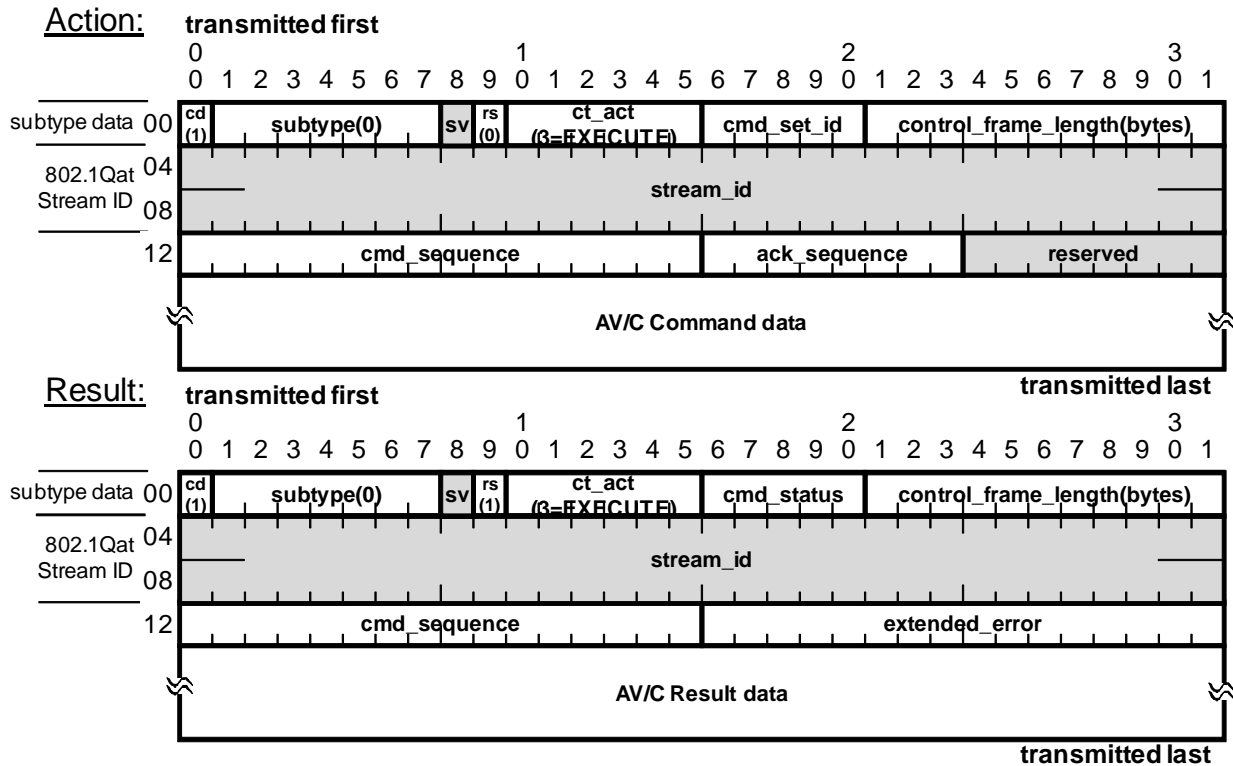 Action: transmitted first
0 1 2 3
0 1 2 3 4 5 6 7 8 9 0 1 2 3 4 5 6 7 8 9 0 1 2 3 4 5 6 7 8 9 0 1
subtype data 00 cd (1) subtype(0) sv rs (0) ct_act (3=EXECUTE) cmd_set_id control_frame_length(bytes)
802.1Qat Stream ID 04 08 stream_id
12 cmd_sequence ack_sequence reserved
AV/C Command data
transmitted last
Result: transmitted first
0 1 2 3
0 1 2 3 4 5 6 7 8 9 0 1 2 3 4 5 6 7 8 9 0 1 2 3 4 5 6 7 8 9 0 1
subtype data 00 cd (1) subtype(0) sv rs (1) ct_act (3=EXECUTE) cmd_status control_frame_length(bytes)
802.1Qat Stream ID 04 08 stream_id
12 cmd_sequence extended_error
AV/C Result data
transmitted last